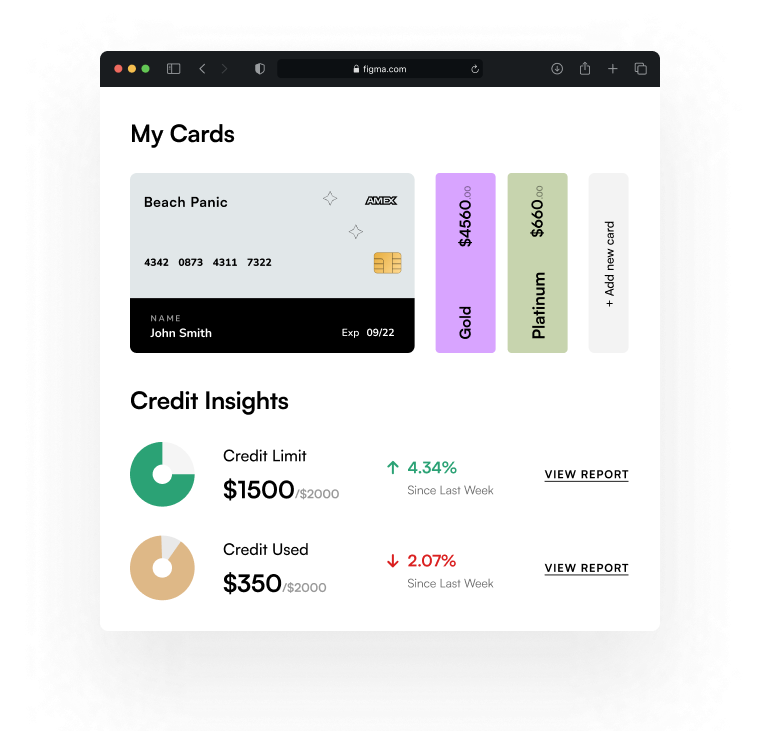 figma.com
My Cards
Beach Panic
AMEX
4342 0873 4311 7322
NAME
John Smith
Exp 09/22
Gold $4560.00
Platinum $660.00
+ Add new card
Credit Insights
Credit Limit
$1500/$2000
4.34%
Since Last Week
VIEW REPORT
Credit Used
$350/$2000
2.07%
Since Last Week
VIEW REPORT